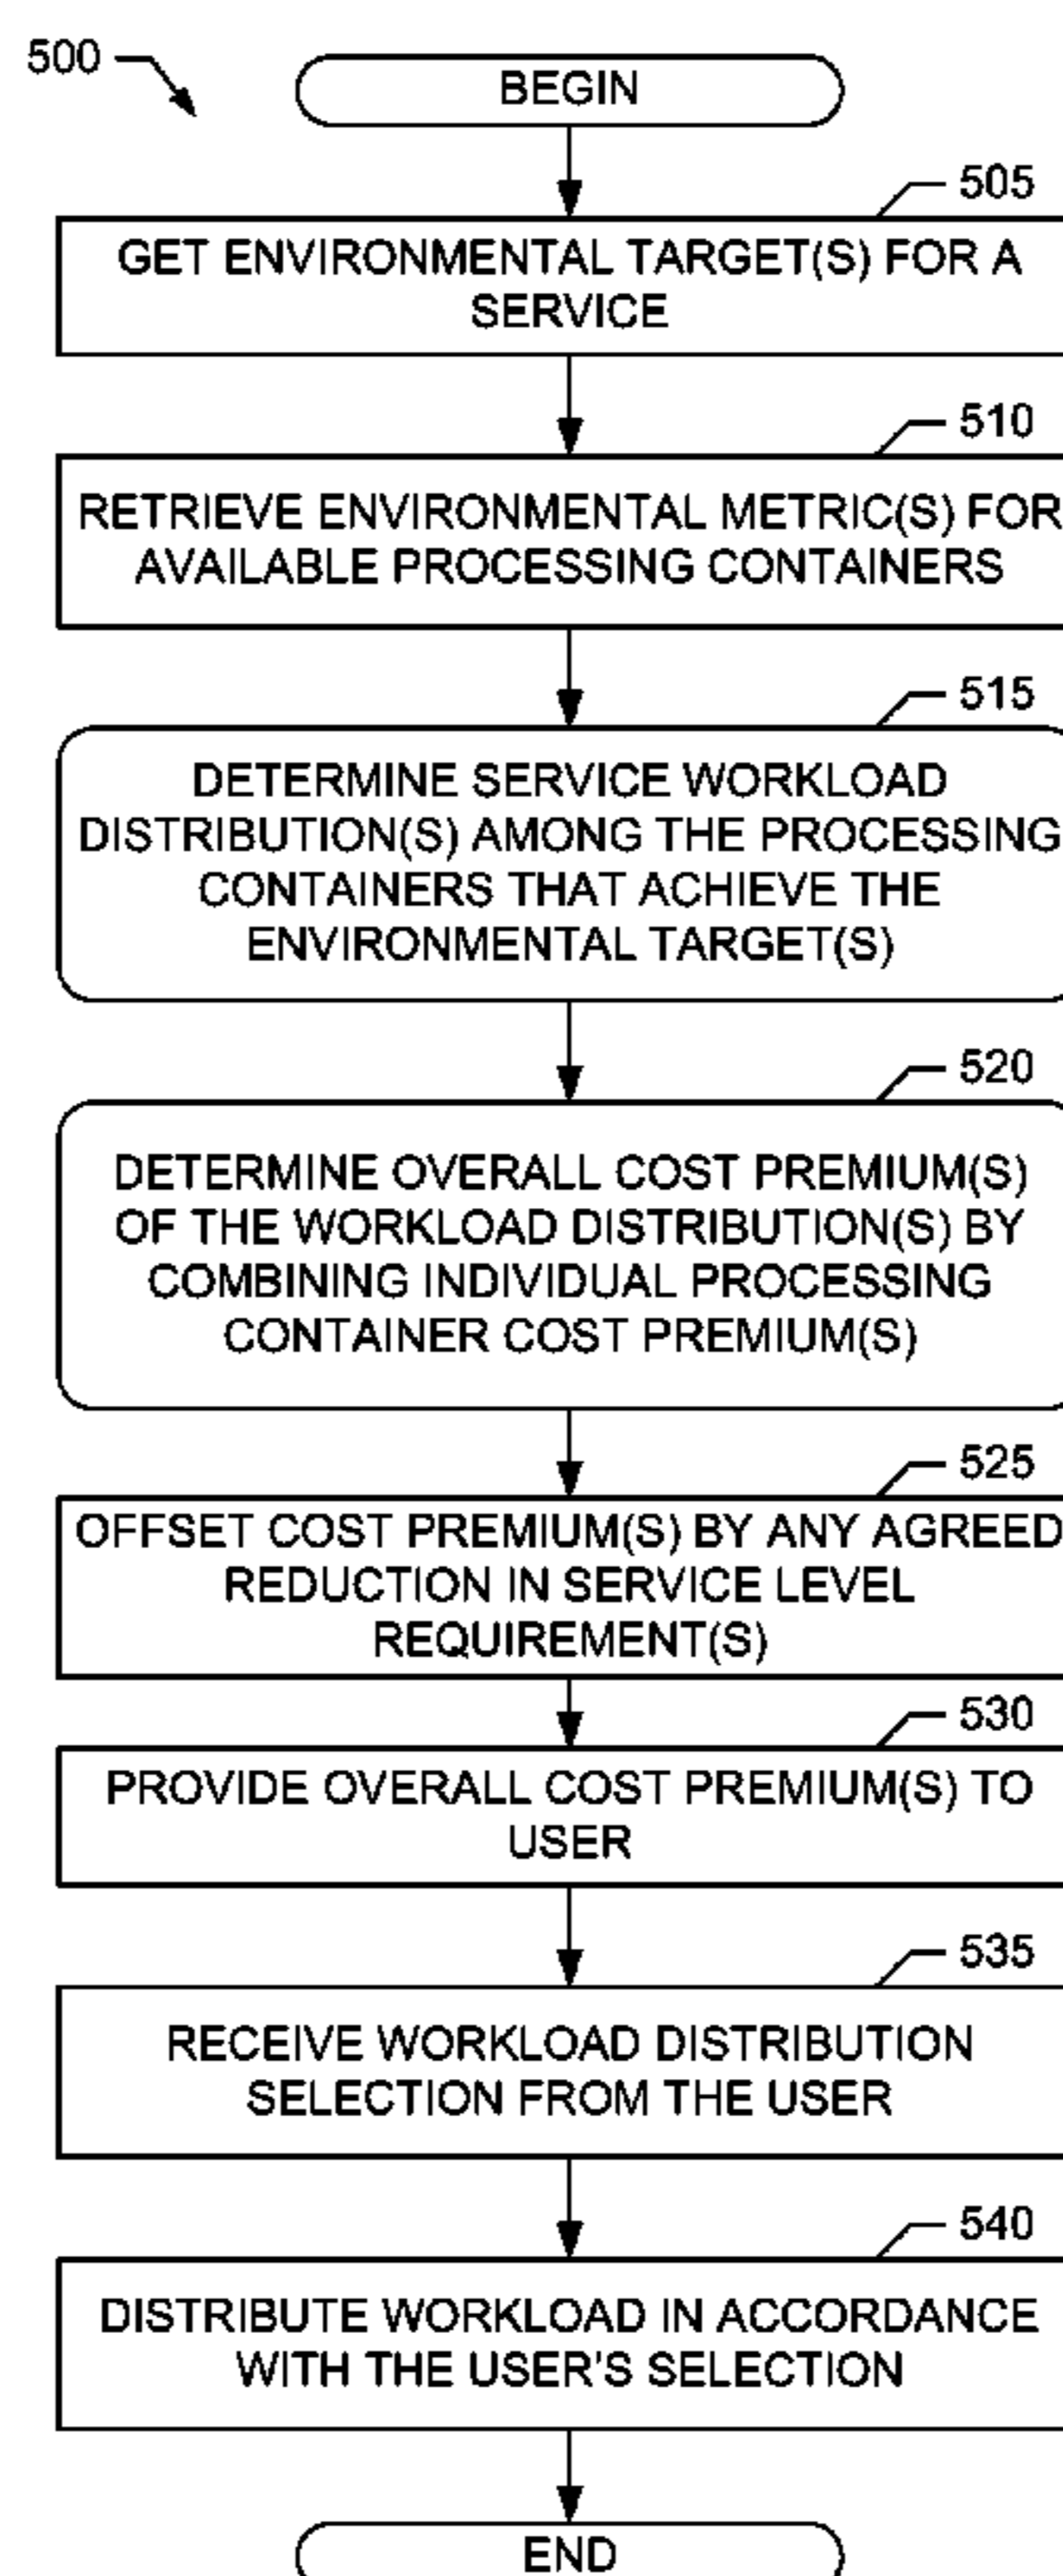 500
BEGIN
505
GET ENVIRONMENTAL TARGET(S) FOR A
SERVICE
510
RETRIEVE ENVIRONMENTAL METRIC(S) FOR
AVAILABLE PROCESSING CONTAINERS
515
DETERMINE SERVICE WORKLOAD
DISTRIBUTION(S) AMONG THE PROCESSING
CONTAINERS THAT ACHIEVE THE
ENVIRONMENTAL TARGET(S)
520
DETERMINE OVERALL COST PREMIUM(S)
OF THE WORKLOAD DISTRIBUTION(S) BY
COMBINING INDIVIDUAL PROCESSING
CONTAINER COST PREMIUM(S)
525
OFFSET COST PREMIUM(S) BY ANY AGREED
REDUCTION IN SERVICE LEVEL
REQUIREMENT(S)
530
PROVIDE OVERALL COST PREMIUM(S) TO
USER
535
RECEIVE WORKLOAD DISTRIBUTION
SELECTION FROM THE USER
540
DISTRIBUTE WORKLOAD IN ACCORDANCE
WITH THE USER'S SELECTION
END